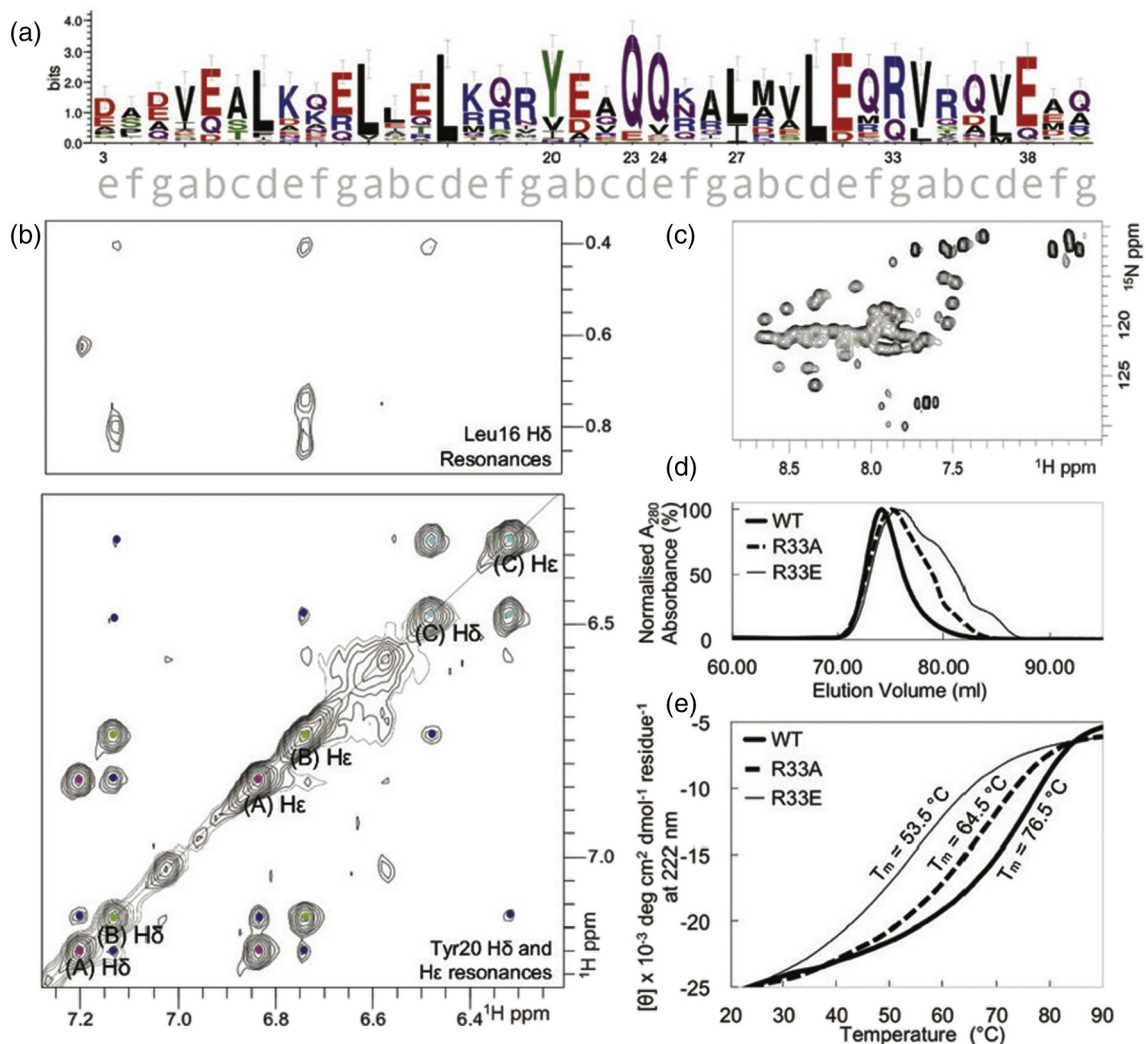 (a)
bits
4.0
3.0
2.0
1.0
0.0
3 20 23 24 27 33 38
e f g a b c d e f g a b c d e f g a b c d e f g a b c d e f g a b c d e f g
(b)
0.4
0.6
0.8
Leu16 Hδ
Resonances
(C) Hε
(C) Hδ
6.5
(B) Hε
(A) Hε
7.0
(B) Hδ
(A) Hδ
Tyr20 Hδ and
Hε resonances
¹H ppm
7.2 7.0 6.8 6.6 6.4 ¹H ppm
(c)
¹⁵N ppm
120
125
8.5 8.0 7.5
¹H ppm
(d)
Normalised A₂₈₀
Absorbance (%)
100
50
0
WT
R33A
R33E
60.00 70.00 80.00 90.00
Elution Volume (ml)
(e)
[θ] x 10⁻³ deg cm² dmol⁻¹ residue⁻¹
at 222 nm
-5
-10
-15
-20
-25
WT
R33A
R33E
Tm = 53.5 °C
Tm = 64.5 °C
Tm = 76.5 °C
20 30 40 50 60 70 80 90
Temperature (°C)